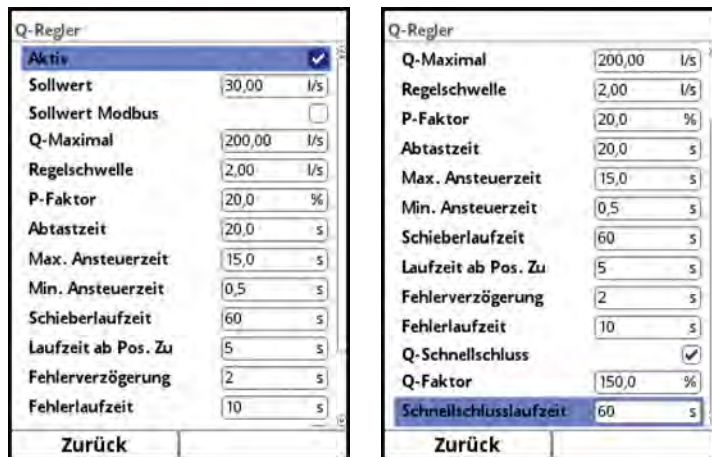 Q-Regler
Aktiv
Sollwert 30,00 l/s
Sollwert Modbus
Q-Maximal 200,00 l/s
Regelschwelle 2,00 l/s
P-Faktor 20,0 %
Abtastzeit 20,0 s
Max. Ansteuerzeit 15,0 s
Min. Ansteuerzeit 0,5 s
Schieberlaufzeit 60 s
Laufzeit ab Pos. Zu 5 s
Fehlerverzögerung 2 s
Fehlerlaufzeit 10 s
Zurück
Q-Regler
Q-Maximal 200,00 l/s
Regelschwelle 2,00 l/s
P-Faktor 20,0 %
Abtastzeit 20,0 s
Max. Ansteuerzeit 15,0 s
Min. Ansteuerzeit 0,5 s
Schieberlaufzeit 60 s
Laufzeit ab Pos. Zu 5 s
Fehlerverzögerung 2 s
Fehlerlaufzeit 10 s
Q-Schnellschluss
Q-Faktor 150,0 %
Schnellschlusslaufzeit 60 s
Zurück